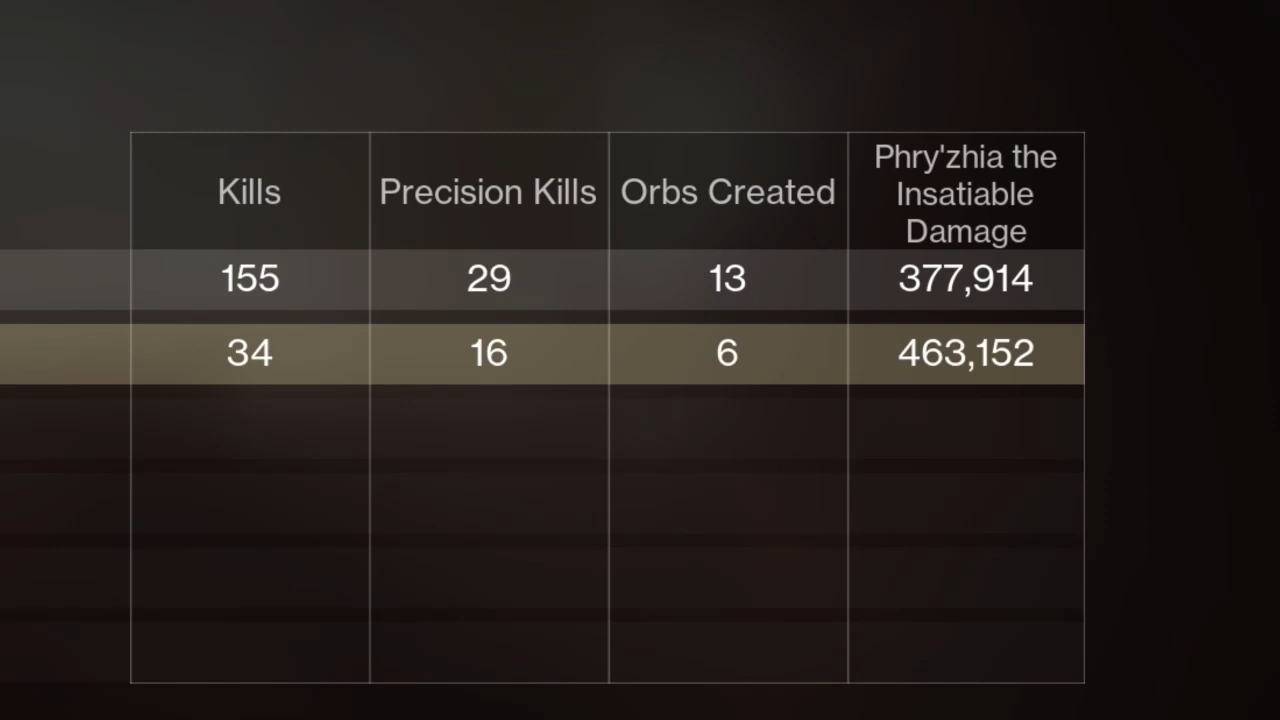 Kills
Precision Kills
Orbs Created
Phry'zhia the
Insatiable
Damage
155
29
13
377,914
34
16
6
463,152